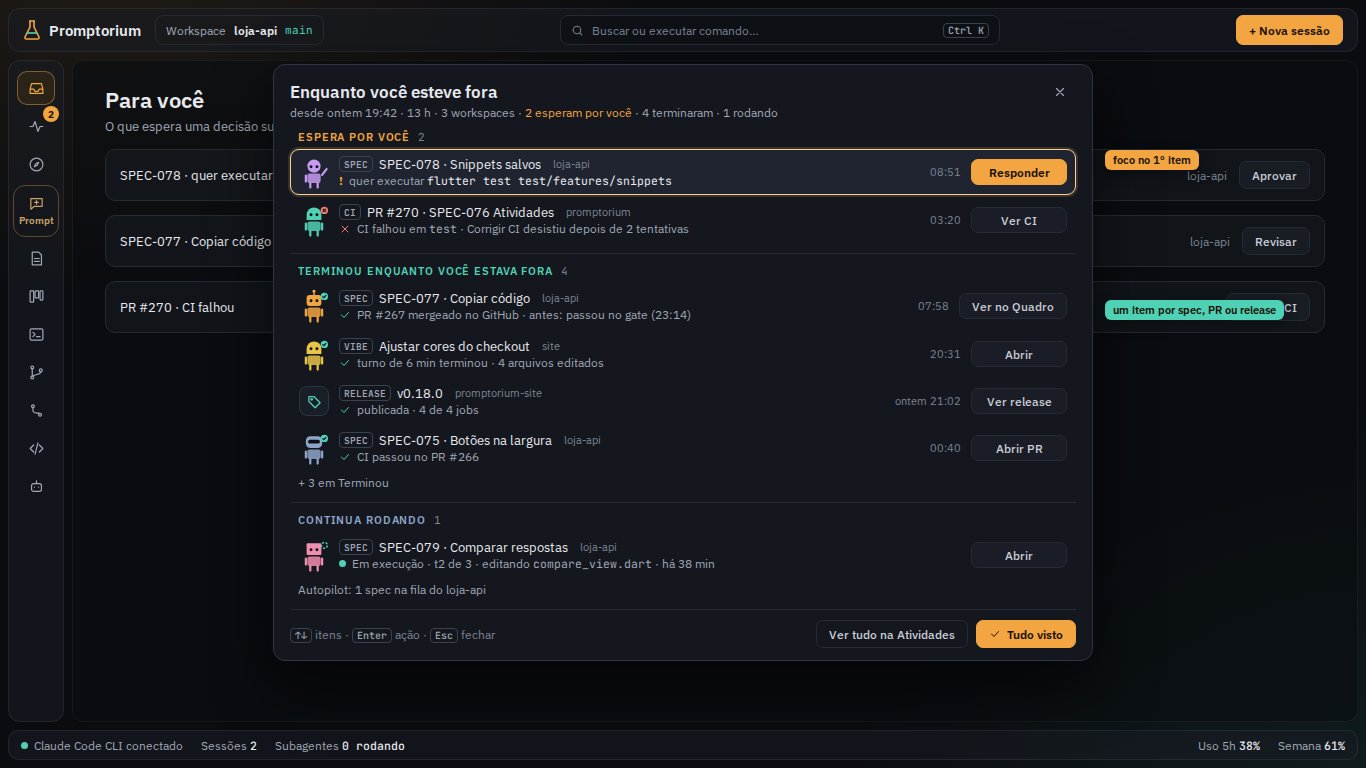 Promptorium
Workspace loja-api main
Buscar ou executar comando...
Ctrl K
+ Nova sessão
2
Prompt
Para você
O que espera uma decisão su
SPEC-078 · quer executar
loja-api
Aprovar
SPEC-077 · Copiar código
loja-api
Revisar
PR #270 · CI falhou
CI
foco no 1º item
um item por spec, PR ou release
Enquanto você esteve fora
desde ontem 19:42 · 13 h · 3 workspaces · 2 esperam por você · 4 terminaram · 1 rodando
ESPERA POR VOCÊ 2
SPEC SPEC-078 · Snippets salvos loja-api
! quer executar flutter test test/features/snippets
08:51
Responder
CI PR #270 · SPEC-076 Atividades promptorium
CI falhou em test · Corrigir CI desistiu depois de 2 tentativas
03:20
Ver CI
TERMINOU ENQUANTO VOCÊ ESTAVA FORA 4
SPEC SPEC-077 · Copiar código loja-api
PR #267 mergeado no GitHub · antes: passou no gate (23:14)
07:58
Ver no Quadro
VIBE Ajustar cores do checkout site
turno de 6 min terminou · 4 arquivos editados
20:31
Abrir
RELEASE v0.18.0 promptorium-site
publicada · 4 de 4 jobs
ontem 21:02
Ver release
SPEC SPEC-075 · Botões na largura loja-api
CI passou no PR #266
00:40
Abrir PR
+ 3 em Terminou
CONTINUA RODANDO 1
SPEC SPEC-079 · Comparar respostas loja-api
Em execução · t2 de 3 · editando compare_view.dart · há 38 min
Abrir
Autopilot: 1 spec na fila do loja-api
↑↓ itens · Enter ação · Esc fechar
Ver tudo na Atividades
Tudo visto
Claude Code CLI conectado
Sessões 2
Subagentes 0 rodando
Uso 5h 38%
Semana 61%